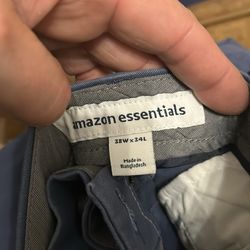 amazon essentials
38W x 34L
Made in
Bangladesh